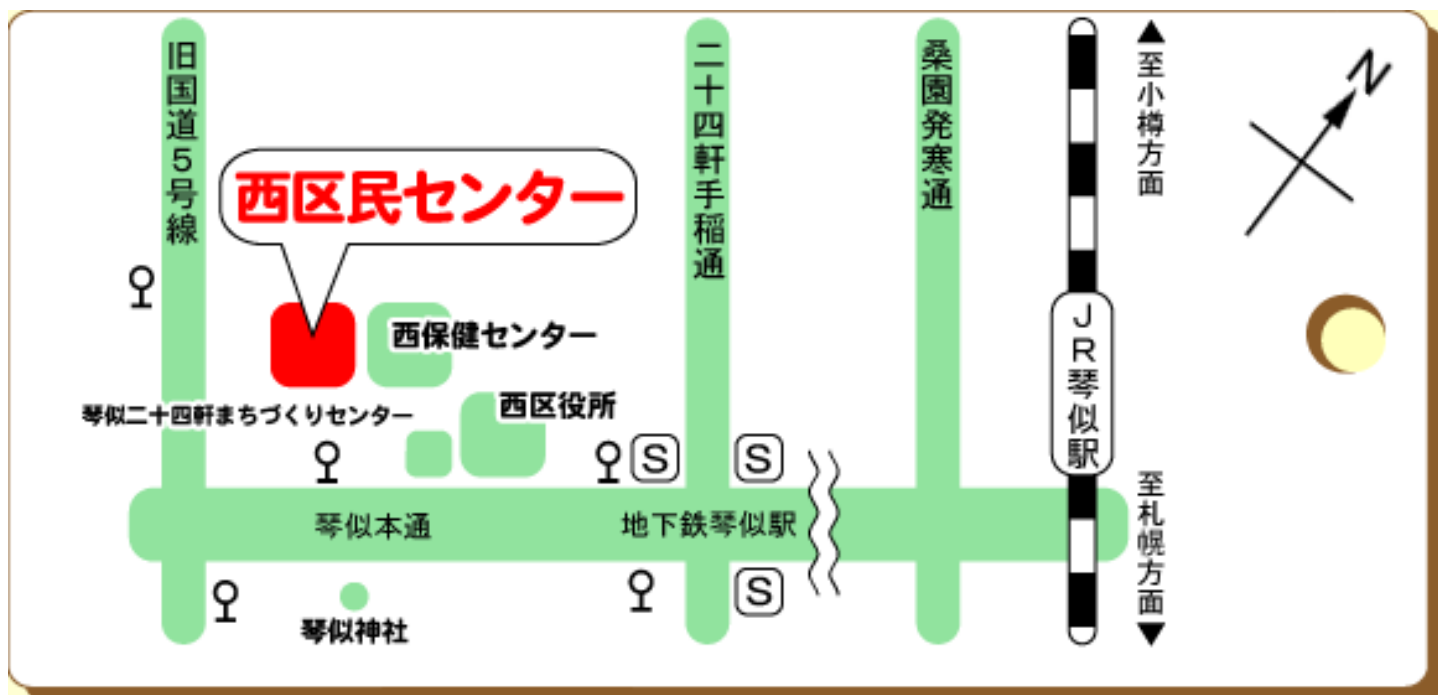 旧国道5号線
西区民センター
二十四軒手稲通
桑園発寒通
▲至小樽方面
N
西保健センター
JR琴似駅
琴似二十四軒まちづくりセンター
西区役所
S
S
琴似本通
地下鉄琴似駅
至札幌方面▼
S
琴似神社